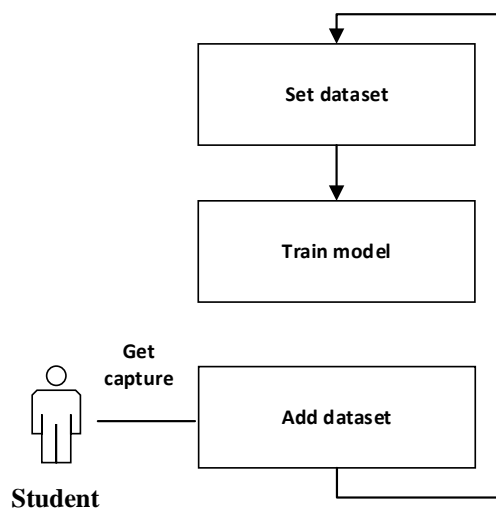 Set dataset
Train model
Get
capture
Add dataset
Student